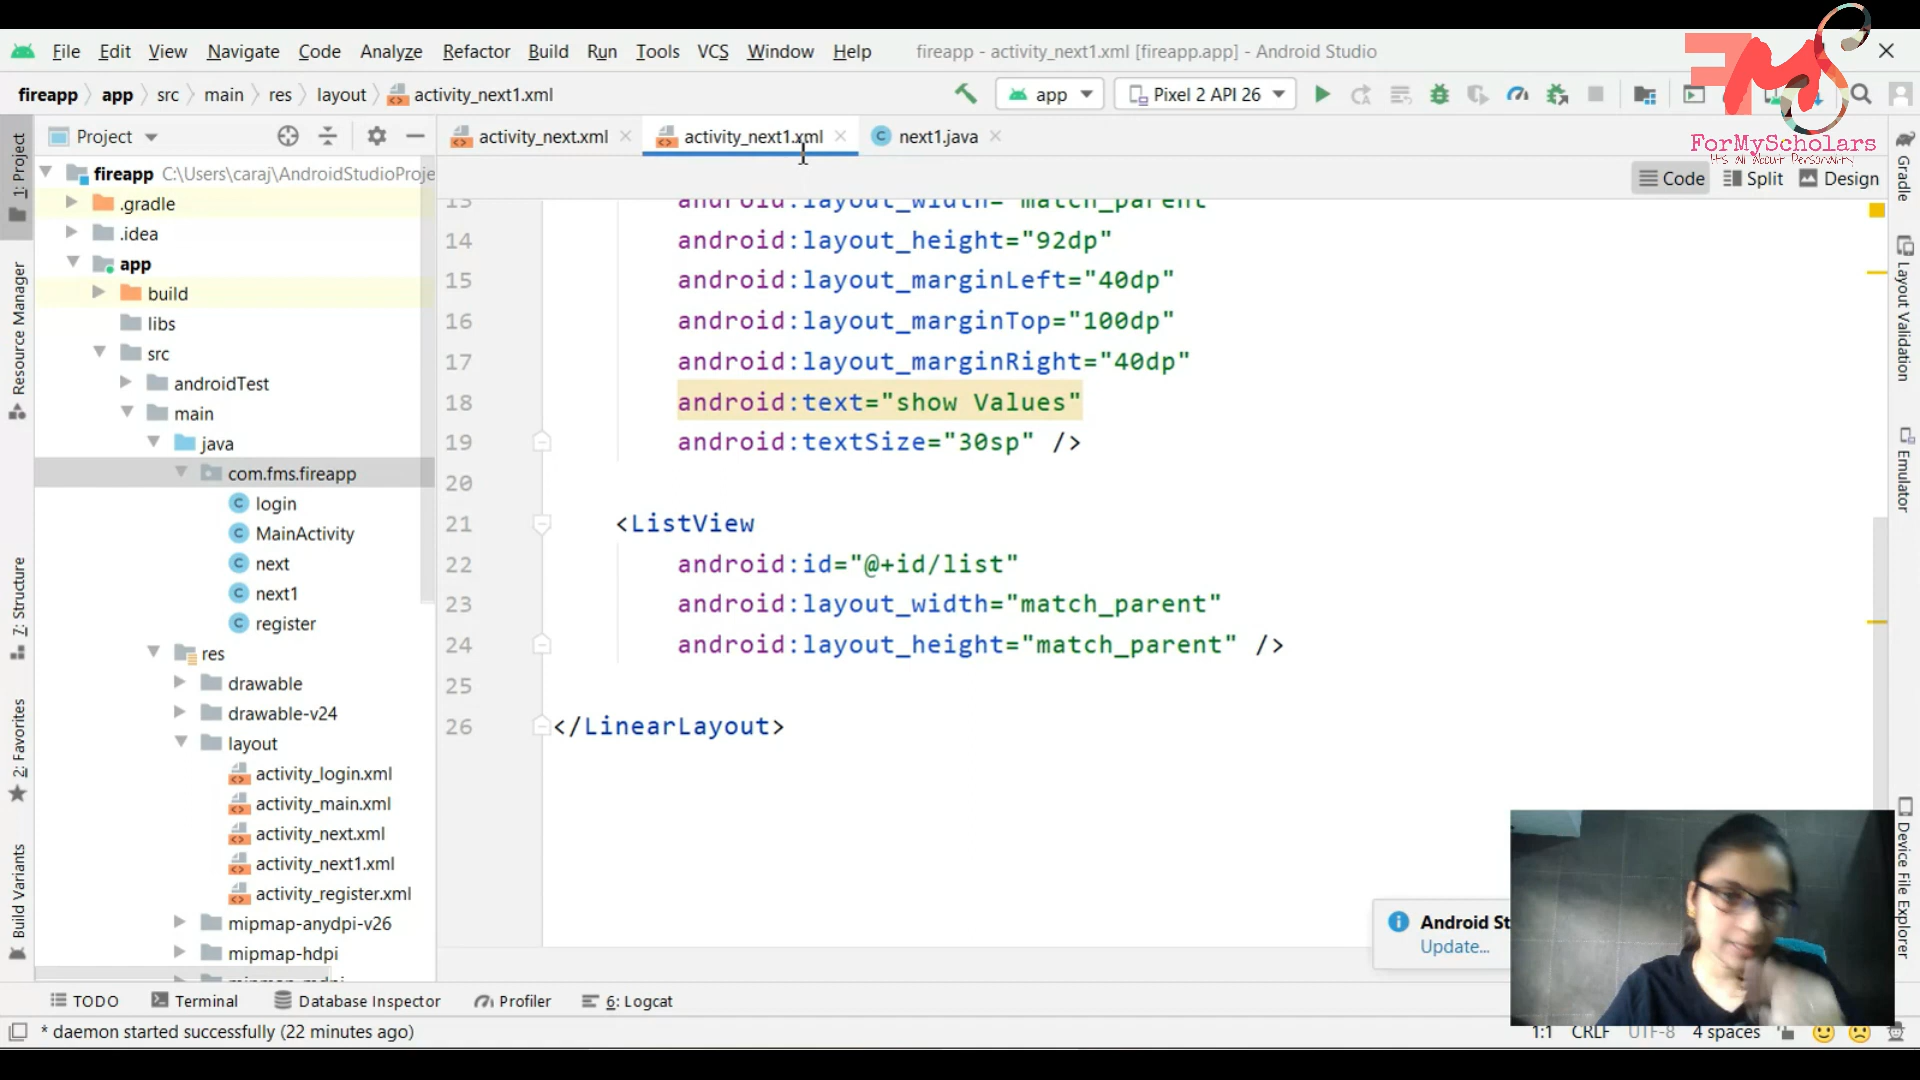 File Edit View Navigate Code Analyze Refactor Build Run Tools VCS Window Help fireapp - activity_next1.xml [fireapp.app] - Android Studio
fireapp app src main res layout activity_next1.xml app Pixel 2 API 26
FMS
ForMyScholars
It's all about Personality
Project
activity_next.xml activity_next1.xml next1.java
Code Split Design
fireapp C:\Users\caraj\AndroidStudioProje
.gradle
.idea
app
build
libs
src
androidTest
main
java
com.fms.fireapp
login
MainActivity
next
next1
register
res
drawable
drawable-v24
layout
activity_login.xml
activity_main.xml
activity_next.xml
activity_next1.xml
activity_register.xml
mipmap-anydpi-v26
mipmap-hdpi
mipmap-mdpi
13 android:layout_width="match_parent"
14 android:layout_height="92dp"
15 android:layout_marginLeft="40dp"
16 android:layout_marginTop="100dp"
17 android:layout_marginRight="40dp"
18 android:text="show Values"
19 android:textSize="30sp" />
20
21 <ListView
22 android:id="@+id/list"
23 android:layout_width="match_parent"
24 android:layout_height="match_parent" />
25
26 </LinearLayout>
1: Project
Resource Manager
7: Structure
2: Favorites
Build Variants
Gradle
Layout Validation
Emulator
Device File Explorer
Android St
Update...
TODO Terminal Database Inspector Profiler 6: Logcat
* daemon started successfully (22 minutes ago)
1:1 CRLF UTF-8 4 spaces